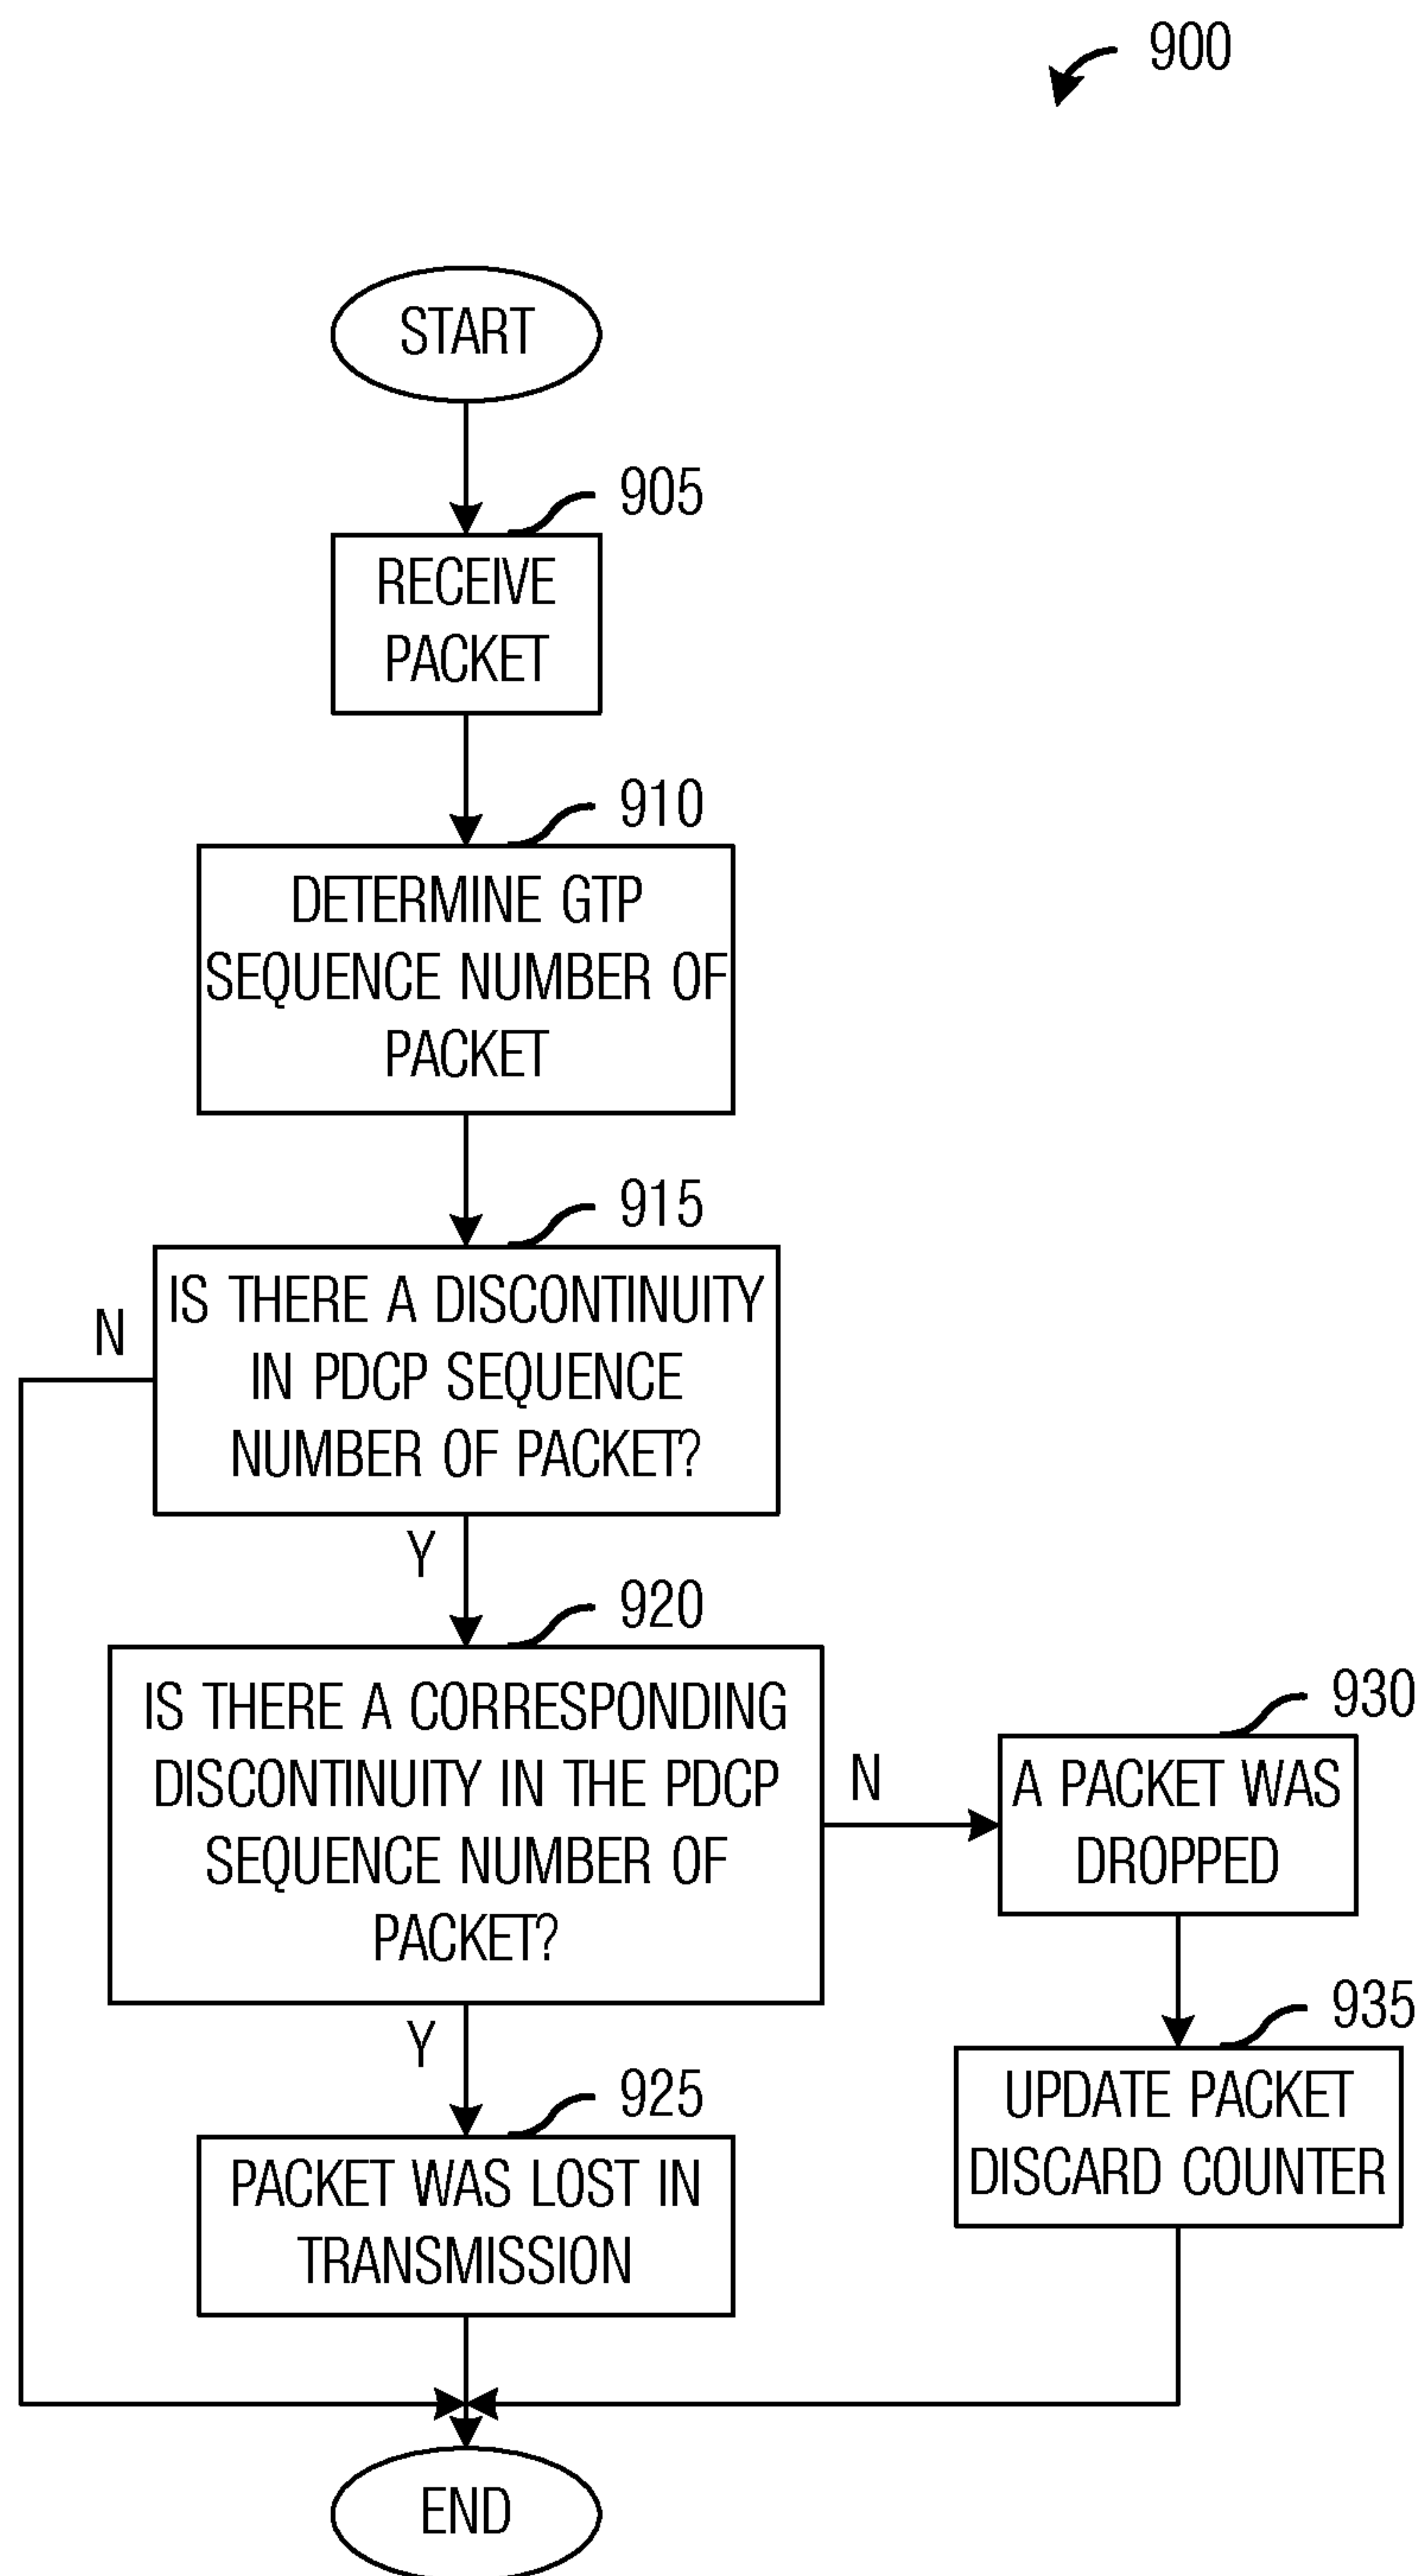 900
START
905
RECEIVE
PACKET
910
DETERMINE GTP
SEQUENCE NUMBER OF
PACKET
915
N
IS THERE A DISCONTINUITY
IN PDCP SEQUENCE
NUMBER OF PACKET?
Y
920
IS THERE A CORRESPONDING
DISCONTINUITY IN THE PDCP
SEQUENCE NUMBER OF
PACKET?
N
930
A PACKET WAS
DROPPED
Y
925
PACKET WAS LOST IN
TRANSMISSION
935
UPDATE PACKET
DISCARD COUNTER
END